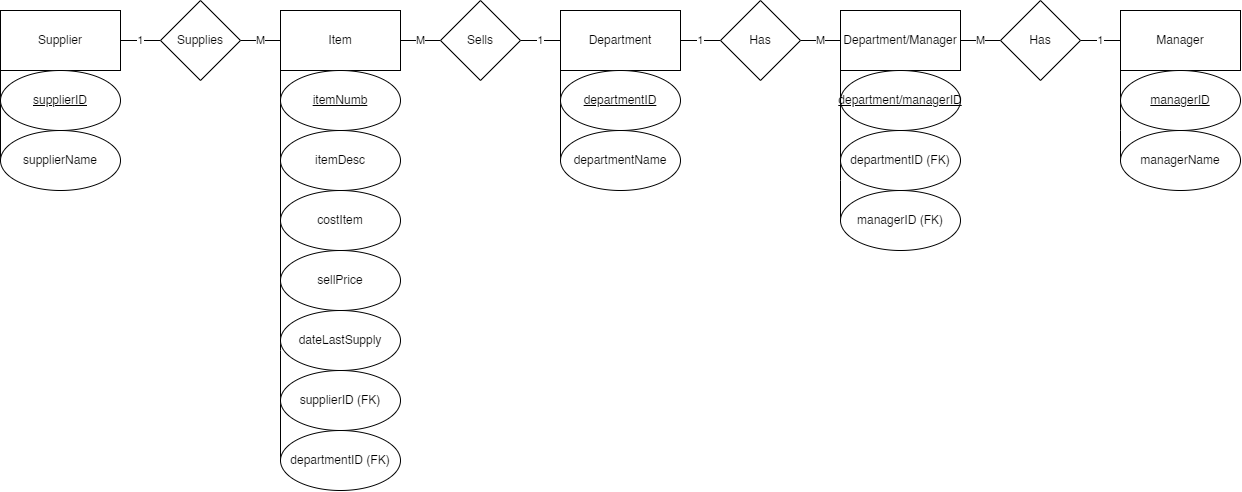 Supplier
1
Supplies
M
Item
M
Sells
1
Department
1
Has
M
Department/Manager
M
Has
1
Manager
supplierID
itemNumb
departmentID
department/managerID
managerID
supplierName
itemDesc
departmentName
departmentID (FK)
managerName
costItem
managerID (FK)
sellPrice
dateLastSupply
supplierID (FK)
departmentID (FK)